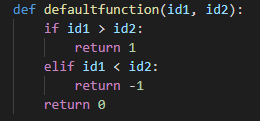 def defaultfunction(id1, id2):
    if id1 > id2:
        return 1
    elif id1 < id2:
        return -1
    return 0